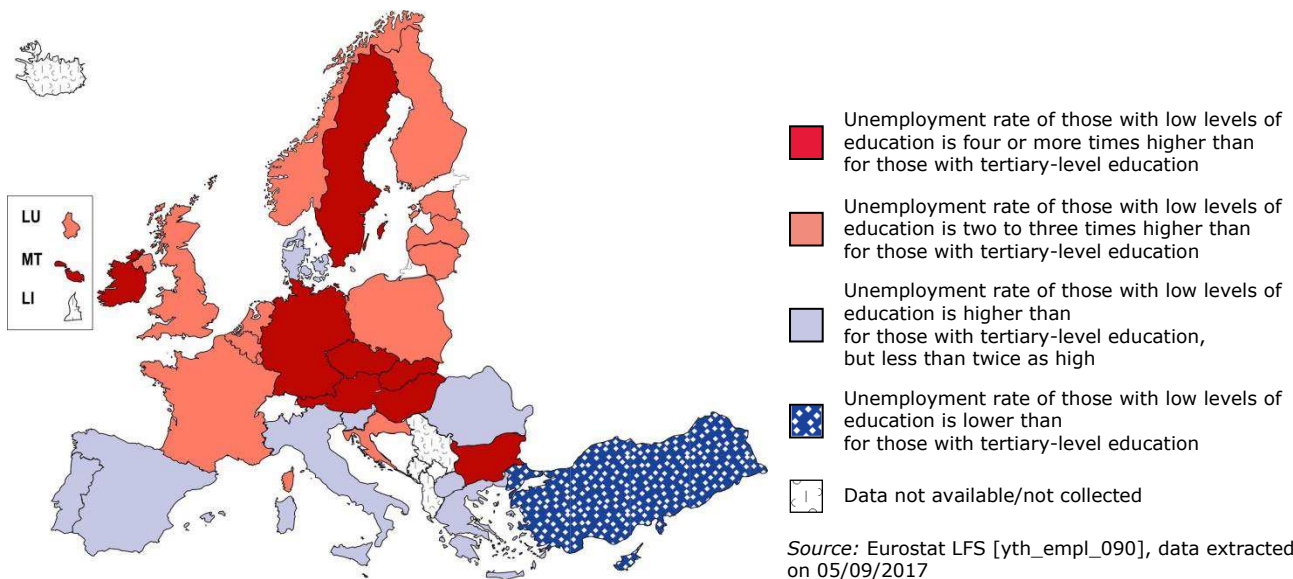 LU
MT
LI
Unemployment rate of those with low levels of
education is four or more times higher than
for those with tertiary-level education
Unemployment rate of those with low levels of
education is two to three times higher than
for those with tertiary-level education
Unemployment rate of those with low levels of
education is higher than
for those with tertiary-level education,
but less than twice as high
Unemployment rate of those with low levels of
education is lower than
for those with tertiary-level education
Data not available/not collected
Source: Eurostat LFS [yth_empl_090], data extracted
on 05/09/2017